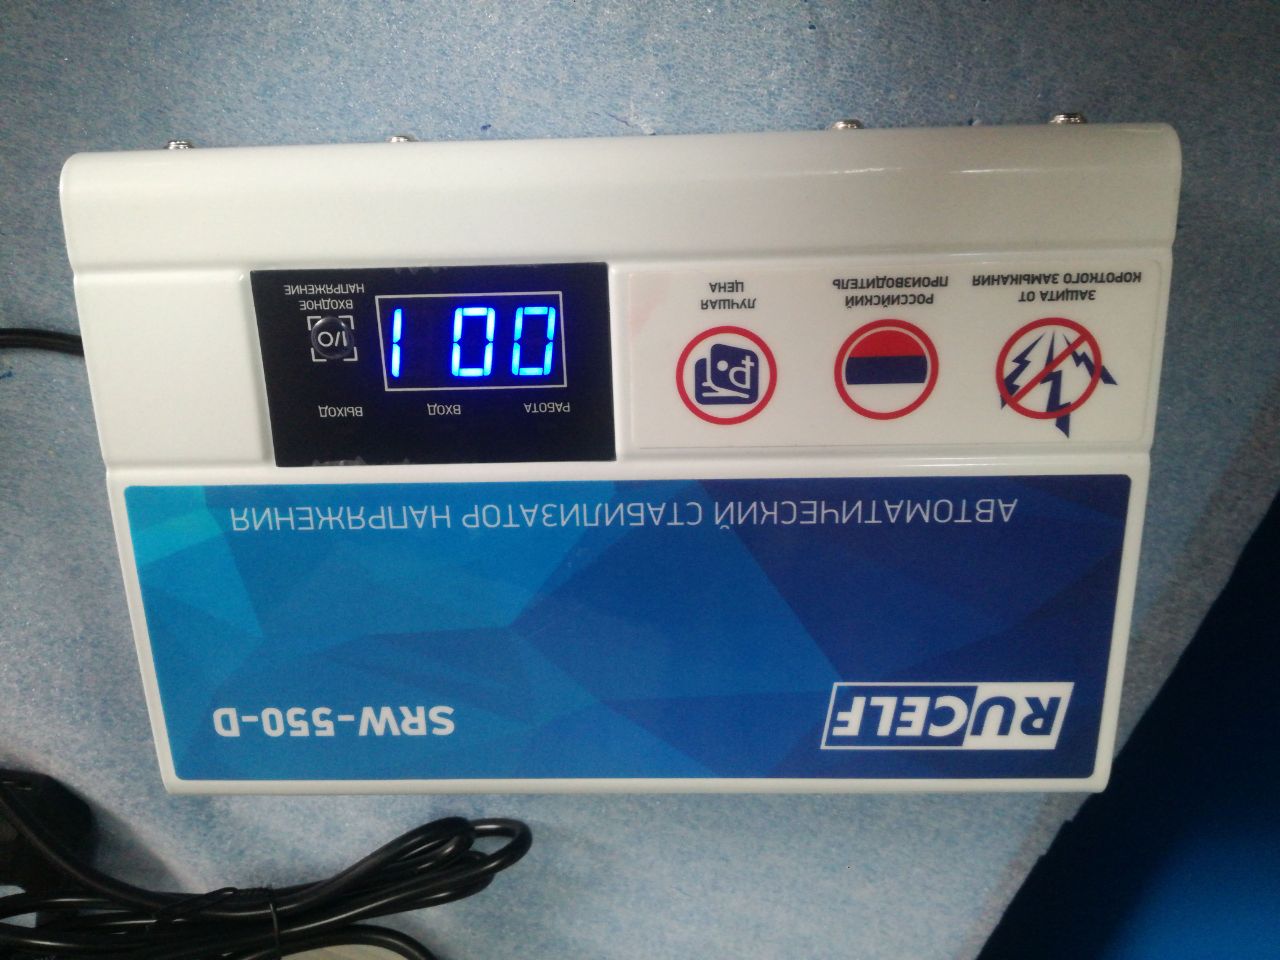 RUCELF
SRW-550-D
АВТОМАТИЧЕСКИЙ СТАБИЛИЗАТОР НАПРЯЖЕНИЯ
ЗАЩИТА ОТ
КОРОТКОГО ЗАМЫКАНИЯ
РОССИЙСКИЙ
ПРОИЗВОДИТЕЛЬ
₽
ЛУЧШАЯ
ЦЕНА
РАБОТА ВХОД ВЫХОД
001
I/O
ВХОДНОЕ
НАПРЯЖЕНИЕ